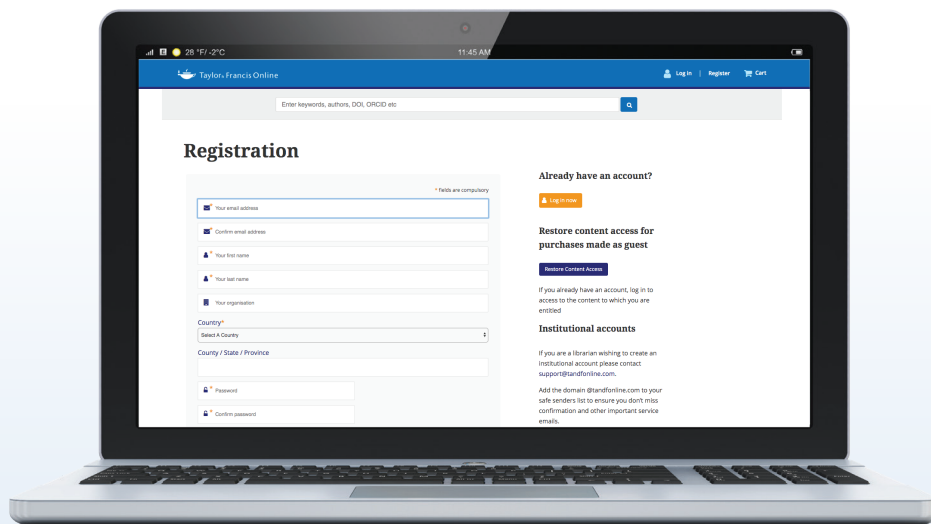 28 °F/ -2°C
11:45 AM
Taylor & Francis Online
Log in | Register Cart
Enter keywords, authors, DOI, ORCID etc
Registration
* fields are compulsory
* Your email address
* Confirm email address
* Your first name
* Your last name
Your organisation
Country*
Select A Country
County / State / Province
* Password
* Confirm password
Already have an account?
Log in now
Restore content access for
purchases made as guest
Restore Content Access
If you already have an account, log in to
access to the content to which you are
entitled
Institutional accounts
If you are a librarian wishing to create an
institutional account please contact
support@tandfonline.com.
Add the domain @tandfonline.com to your
safe senders list to ensure you don't miss
confirmation and other important service
emails.